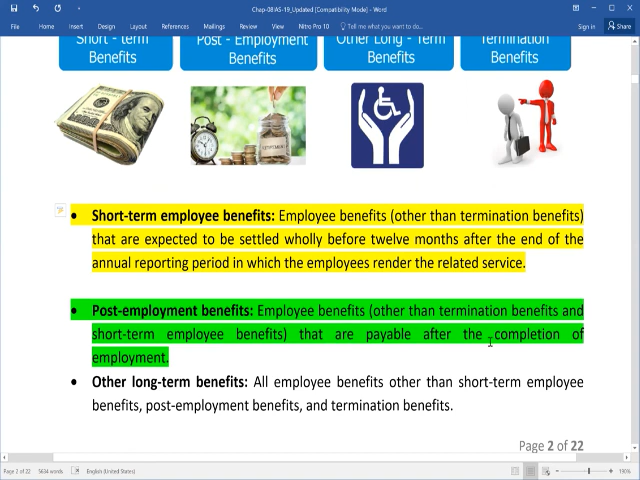 Chap-08 IAS-19_Updated [Compatibility Mode] - Word
Sign in
File Home Insert Design Layout References Mailings Review View Nitro Pro 10 Tell me what you want to do... Share
Short - term Benefits
Post - Employment Benefits
Other Long - Term Benefits
Termination Benefits
• Short-term employee benefits: Employee benefits (other than termination benefits)
that are expected to be settled wholly before twelve months after the end of the
annual reporting period in which the employees render the related service.
• Post-employment benefits: Employee benefits (other than termination benefits and
short-term employee benefits) that are payable after the completion of
employment.
• Other long-term benefits: All employee benefits other than short-term employee
benefits, post-employment benefits, and termination benefits.
Page 2 of 22
Page 2 of 22 5634 words English (United States) 190%